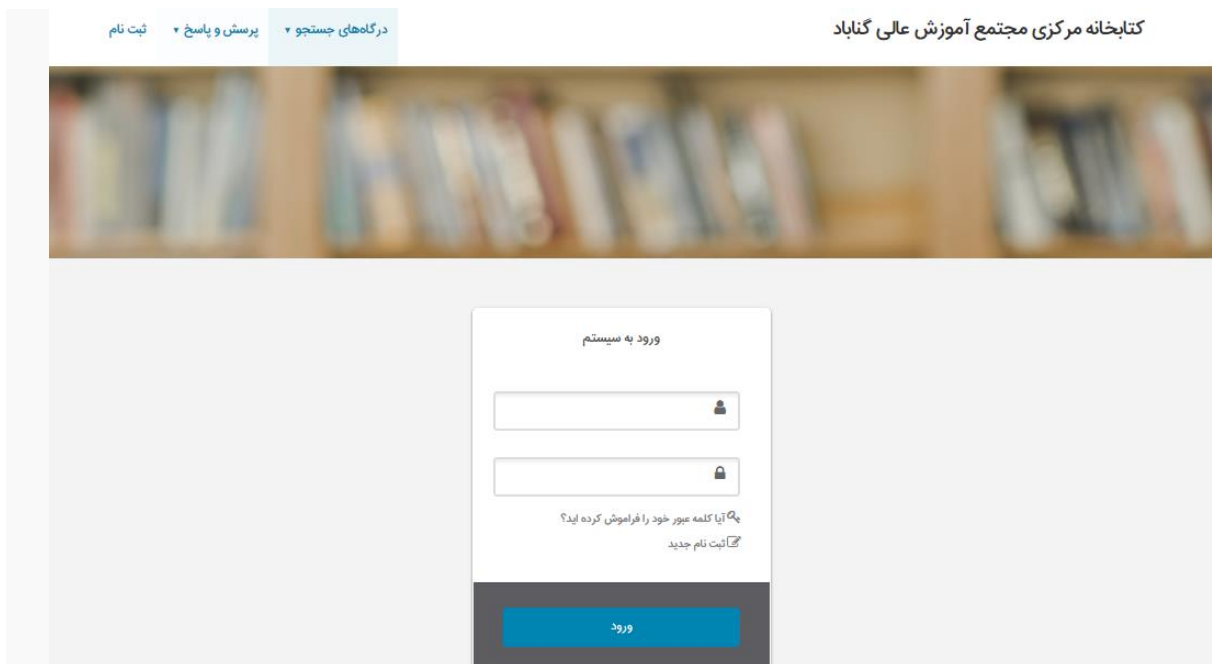 کتابخانه مرکزی مجتمع آموزش عالی گناباد
درگاه‌های جستجو ▾ پرسش و پاسخ ▾ ثبت نام
ورود به سیستم
آیا کلمه عبور خود را فراموش کرده اید؟
ثبت نام جدید
ورود